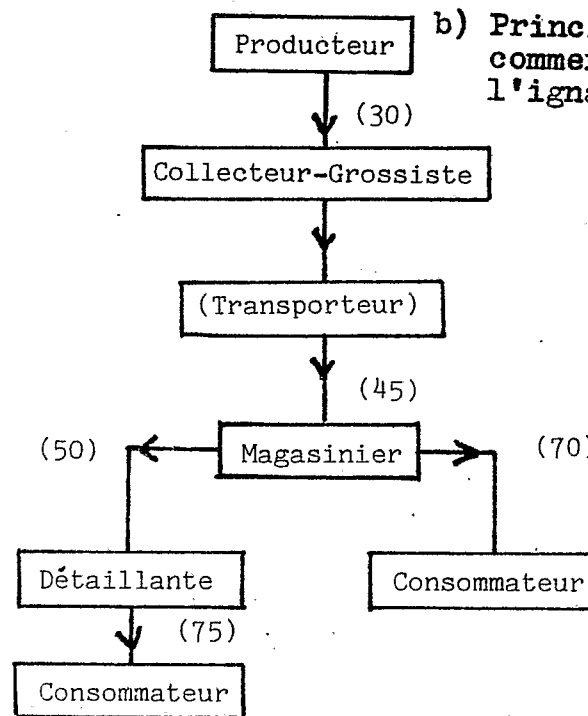 Producteur
b) Princ
commer
l'igna
(30)
Collecteur-Grossiste
(Transporteur)
(45)
(50)
Magasinier
(70)
Détaillante
Consommateur
(75)
Consommateur